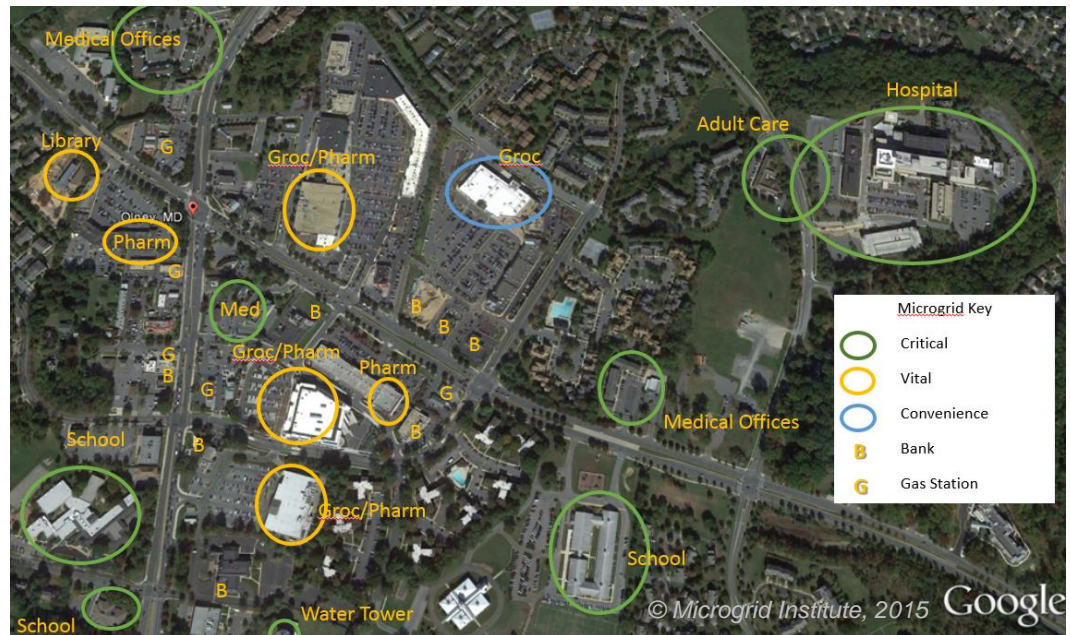 Medical Offices
Hospital
Adult Care
Library
G
Groc/Pharm
Groc
Olney, MD
Pharm
G
Med
B
B
B
B
Microgrid Key
Critical
Vital
Convenience
B Bank
G Gas Station
G
B
Groc/Pharm
Pharm
G
G
Medical Offices
B
B
School
Groc/Pharm
School
B
School
Water Tower
© Microgrid Institute, 2015
Google